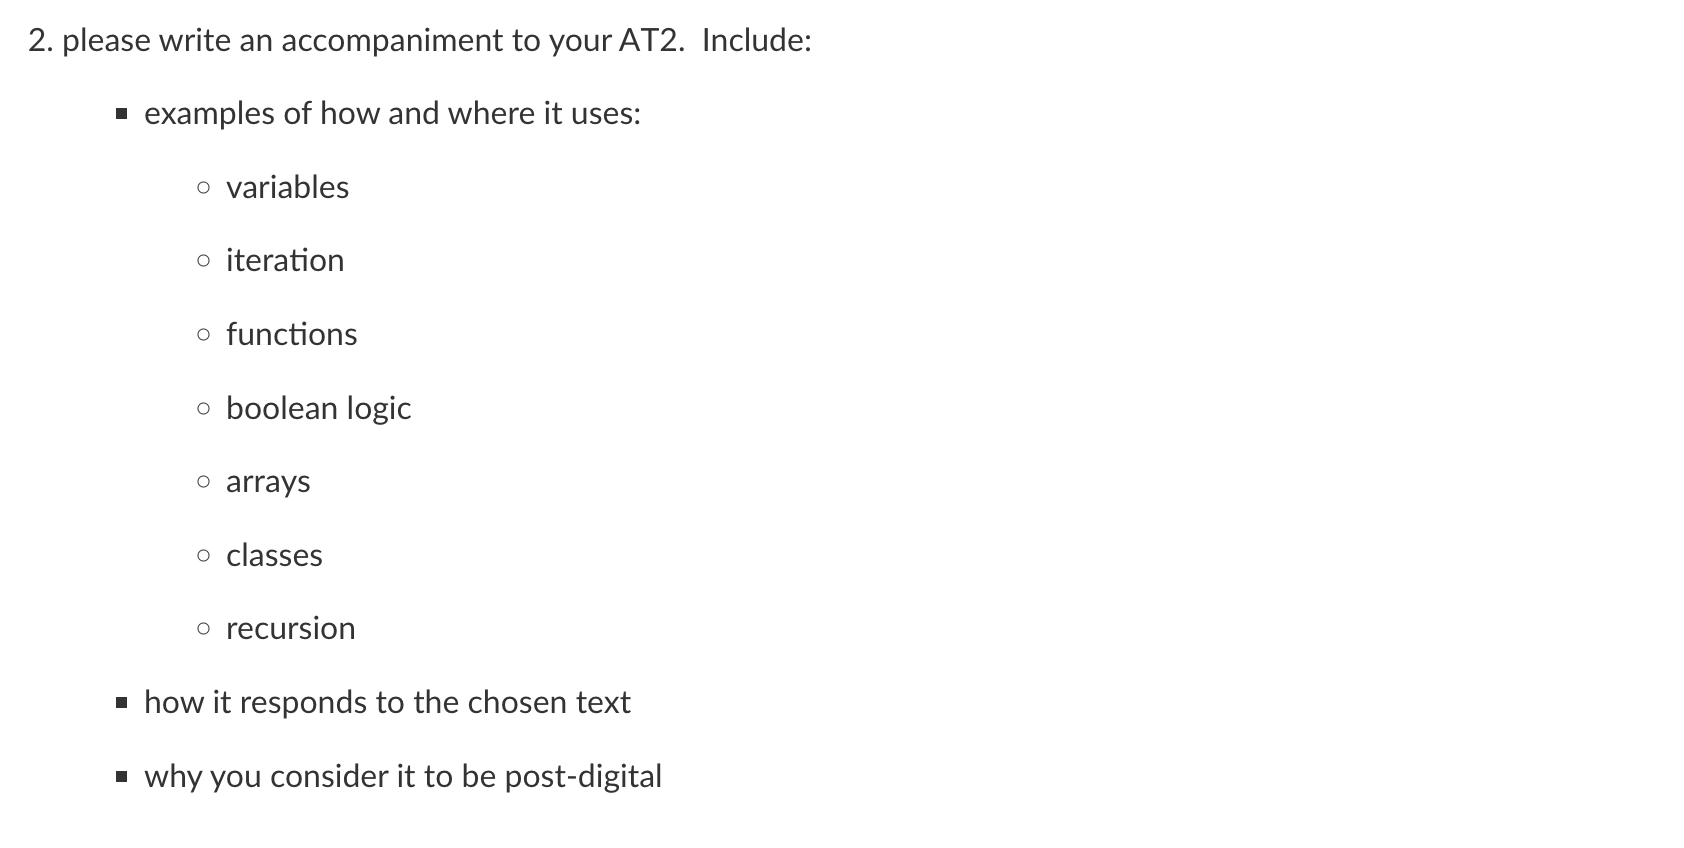 2. please write an accompaniment to your AT2.  Include:
▪ examples of how and where it uses:
○ variables
○ iteration
○ functions
○ boolean logic
○ arrays
○ classes
○ recursion
▪ how it responds to the chosen text
▪ why you consider it to be post-digital